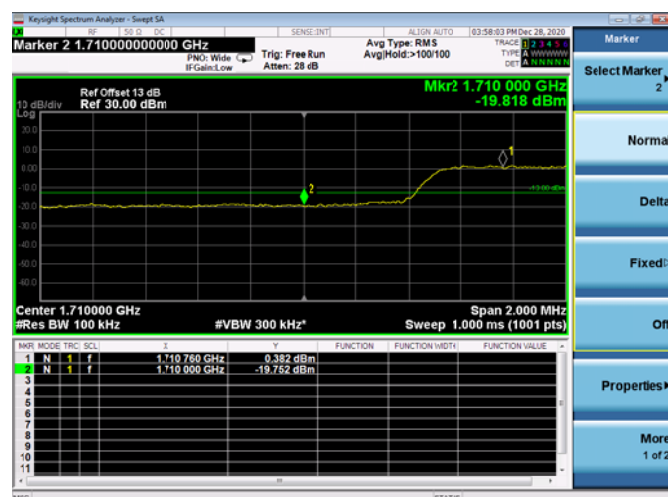 Keysight Spectrum Analyzer - Swept SA
RF 50 Ω DC SENSE:INT ALIGN AUTO 03:58:03 PM Dec 28, 2020
Marker 2 1.710000000000 GHz
PNO: Wide
IFGain:Low
Trig: Free Run
Atten: 28 dB
Avg Type: RMS
Avg|Hold:>100/100
TRACE 1 2 3 4 5 6
TYPE A WWWWW
DET A N N N N N
Ref Offset 13 dB
10 dB/div Ref 30.00 dBm
Log
Mkr2 1.710 000 GHz
-19.818 dBm
20.0
10.0
0.00
-10.0
-20.0
-30.0
-40.0
-50.0
-60.0
1
2
-13.00 dBm
Center 1.710000 GHz Span 2.000 MHz
#Res BW 100 kHz #VBW 300 kHz* Sweep 1.000 ms (1001 pts)
MKR MODE TRC SCL X Y FUNCTION FUNCTION WIDTH FUNCTION VALUE
1 N 1 f 1.710 760 GHz 0.382 dBm
2 N 1 f 1.710 000 GHz -19.752 dBm
3
4
5
6
7
8
9
10
11
MSG STATUS
Marker
Select Marker
2
Normal
Delta
Fixed
Off
Properties
More
1 of 2